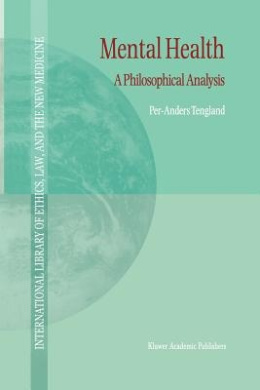 Mental Health
A Philosophical Analysis
Per-Anders Tengland
INTERNATIONAL LIBRARY OF ETHICS, LAW, AND THE NEW MEDICINE
Kluwer Academic Publishers